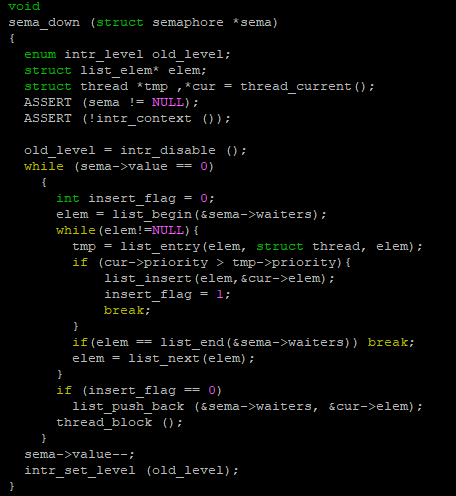 void
sema_down (struct semaphore *sema)
{
  enum intr_level old_level;
  struct list_elem* elem;
  struct thread *tmp ,*cur = thread_current();
  ASSERT (sema != NULL);
  ASSERT (!intr_context ());

  old_level = intr_disable ();
  while (sema->value == 0)
    {
      int insert_flag = 0;
      elem = list_begin(&sema->waiters);
      while(elem!=NULL){
        tmp = list_entry(elem, struct thread, elem);
        if (cur->priority > tmp->priority){
            list_insert(elem,&cur->elem);
            insert_flag = 1;
            break;
        }
        if(elem == list_end(&sema->waiters)) break;
        elem = list_next(elem);
      }
      if (insert_flag == 0)
        list_push_back (&sema->waiters, &cur->elem);
      thread_block ();
    }
  sema->value--;
  intr_set_level (old_level);
}